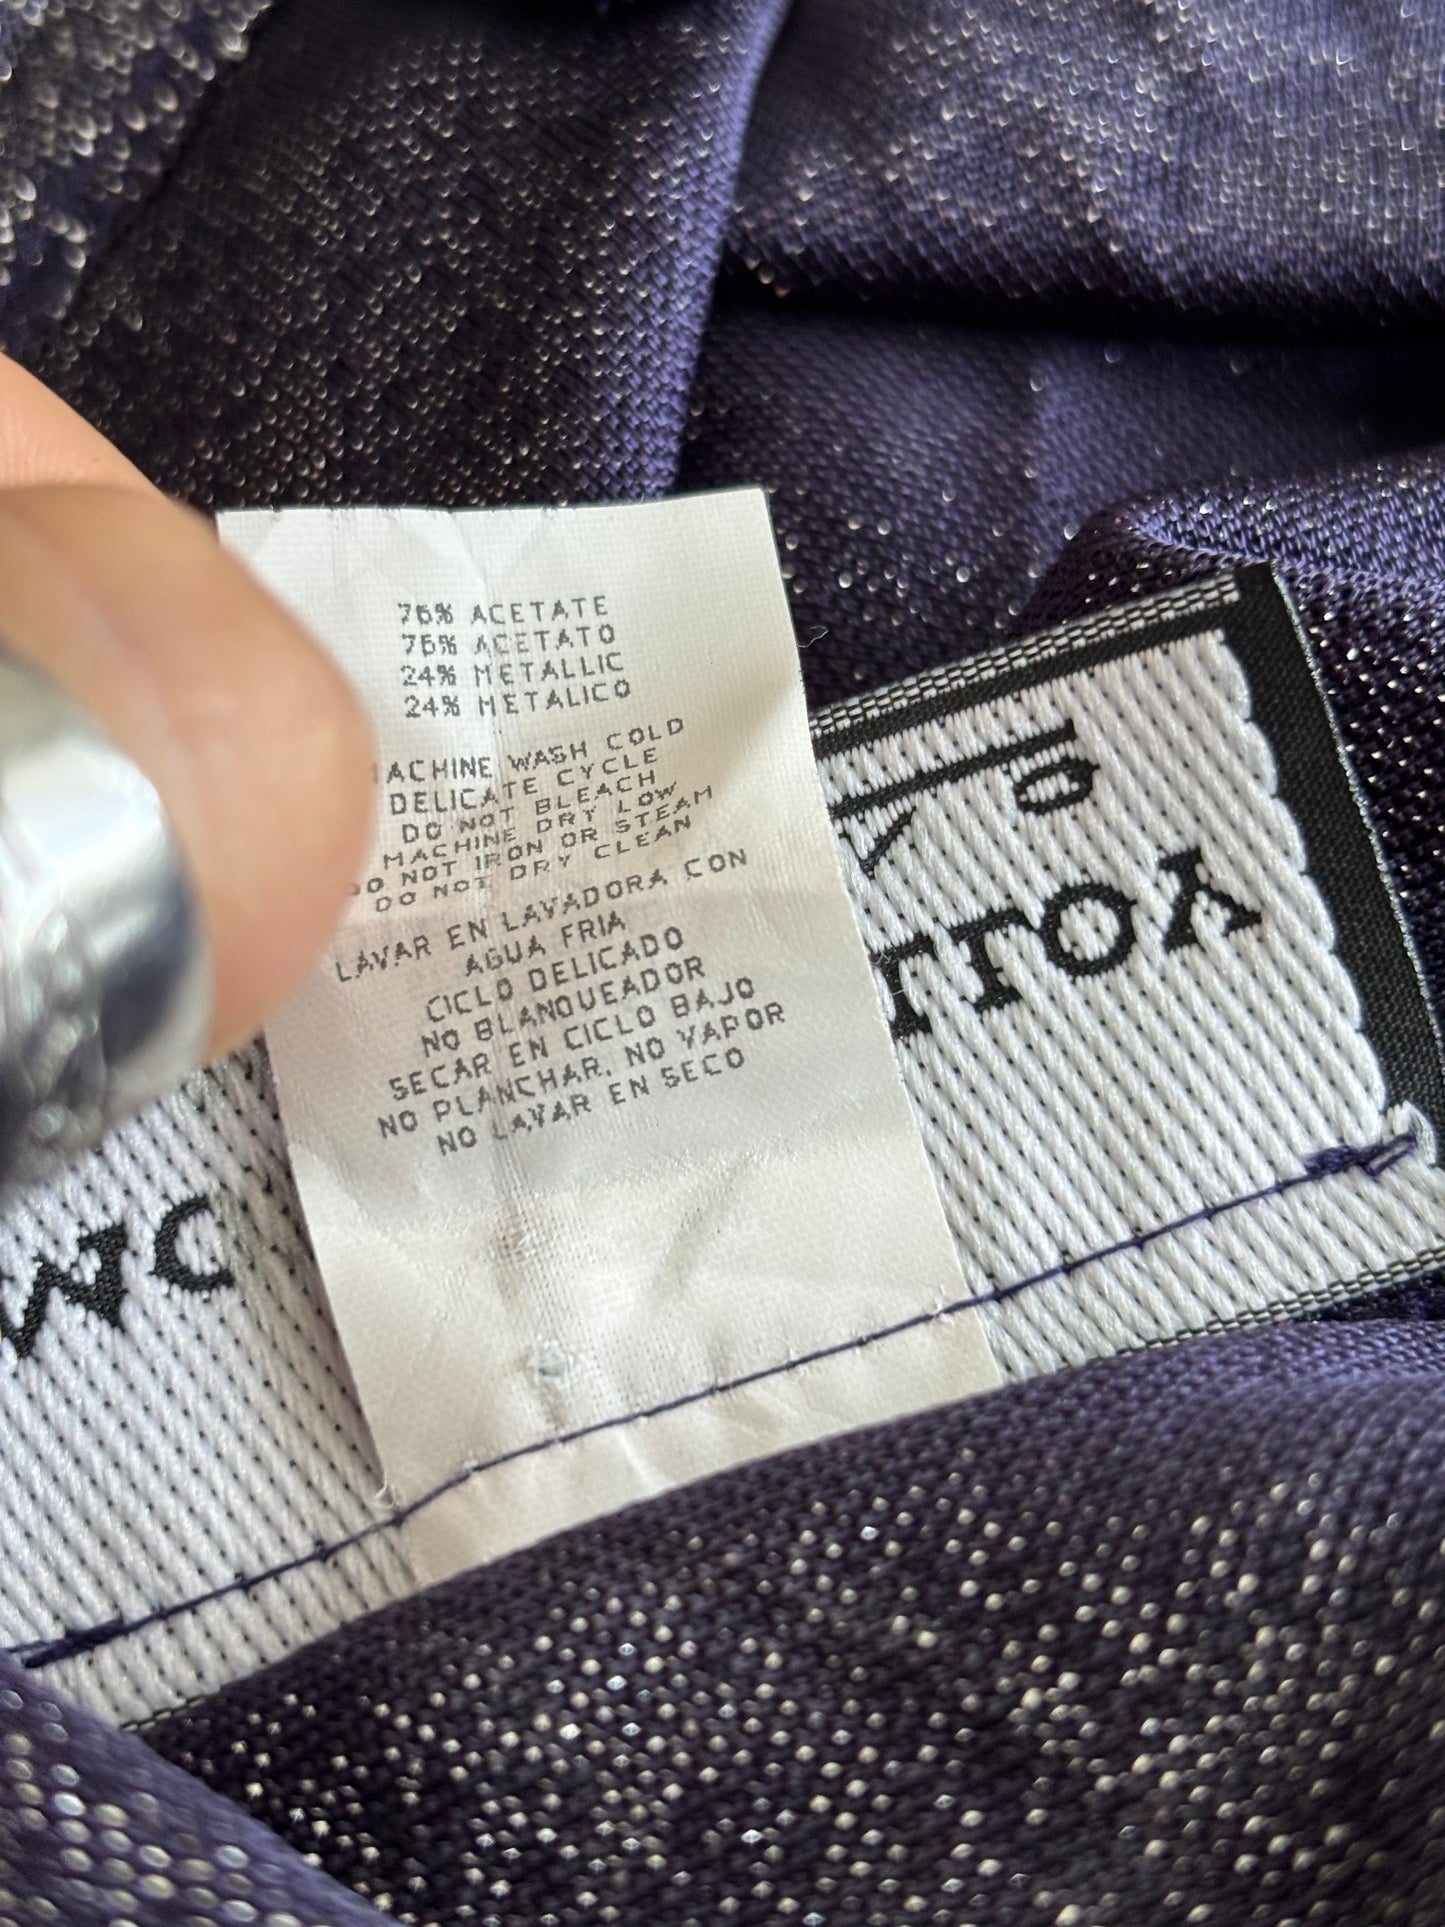 76% ACETATE
76% ACETATO
24% METALLIC
24% METALICO
MACHINE WASH COLD
DELICATE CYCLE
DO NOT BLEACH
MACHINE DRY LOW
DO NOT IRON OR STEAM
DO NOT DRY CLEAN
LAVAR EN LAVADORA CON
AGUA FRIA
CICLO DELICADO
NO BLANQUEADOR
SECAR EN CICLO BAJO
NO PLANCHAR, NO VAPOR
NO LAVAR EN SECO